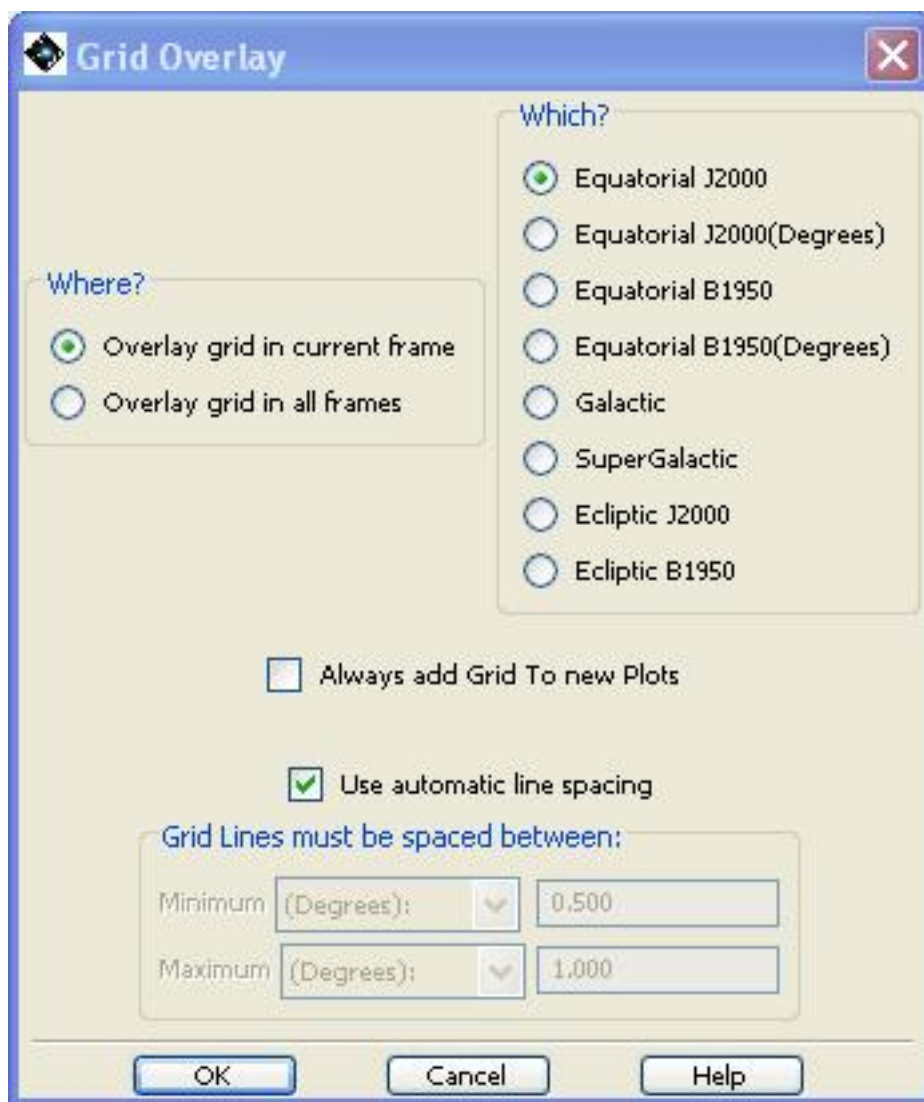 Grid Overlay
Where?
Overlay grid in current frame
Overlay grid in all frames
Which?
Equatorial J2000
Equatorial J2000(Degrees)
Equatorial B1950
Equatorial B1950(Degrees)
Galactic
SuperGalactic
Ecliptic J2000
Ecliptic B1950
Always add Grid To new Plots
Use automatic line spacing
Grid Lines must be spaced between:
Minimum (Degrees): 0.500
Maximum (Degrees): 1.000
OK Cancel Help